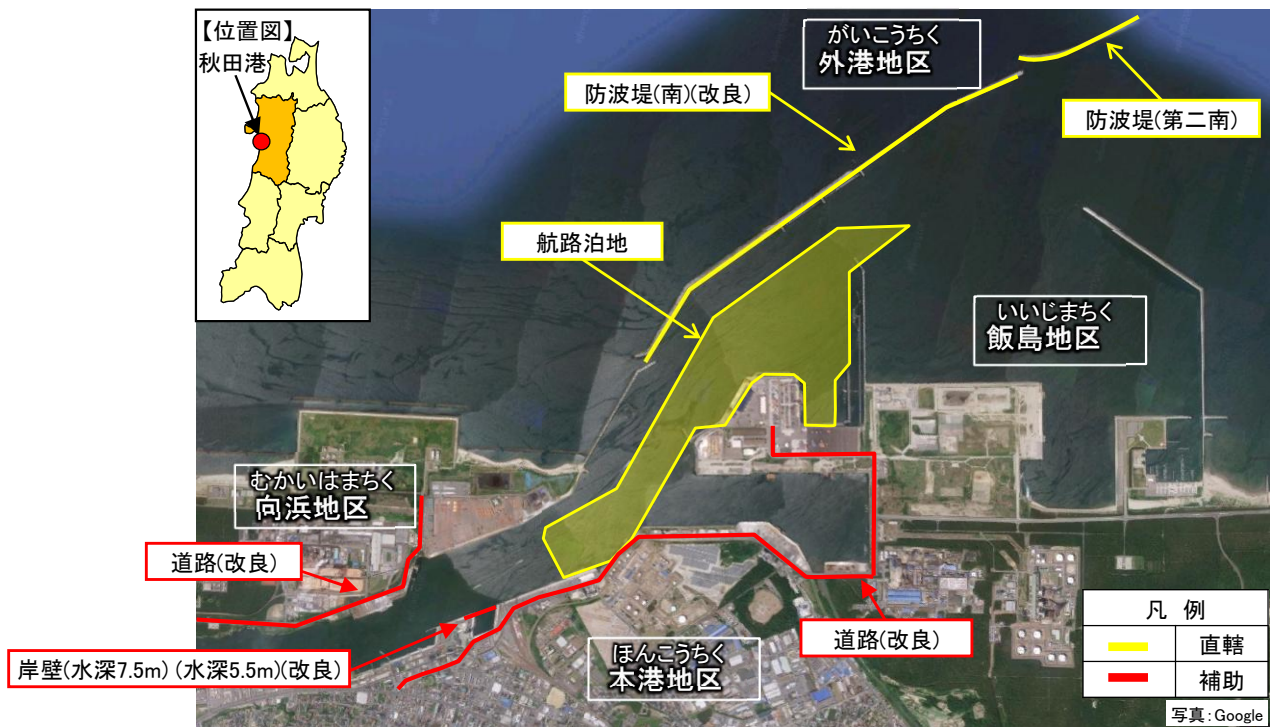 【位置図】
秋田港
がいこうちく
外港地区
防波堤(南)(改良)
防波堤(第二南)
航路泊地
いいじまちく
飯島地区
むかいはまちく
向浜地区
道路(改良)
岸壁(水深7.5m) (水深5.5m)(改良)
ほんこうちく
本港地区
道路(改良)
凡 例
直轄
補助
写真：Google